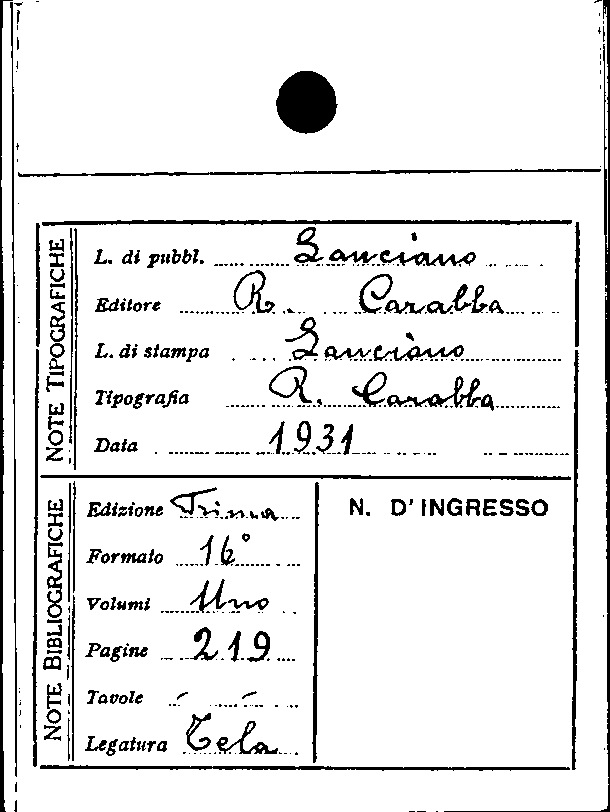 NOTE TIPOGRAFICHE
L. di pubbl. Lanciano
Editore R. Carabba
L. di stampa Lanciano
Tipografia R. Carabba
Data 1931
NOTE BIBLIOGRAFICHE
Edizione Prima
Formato 16°
Volumi Uno
Pagine 219
Tavole - -
Legatura Tela
N. D'INGRESSO